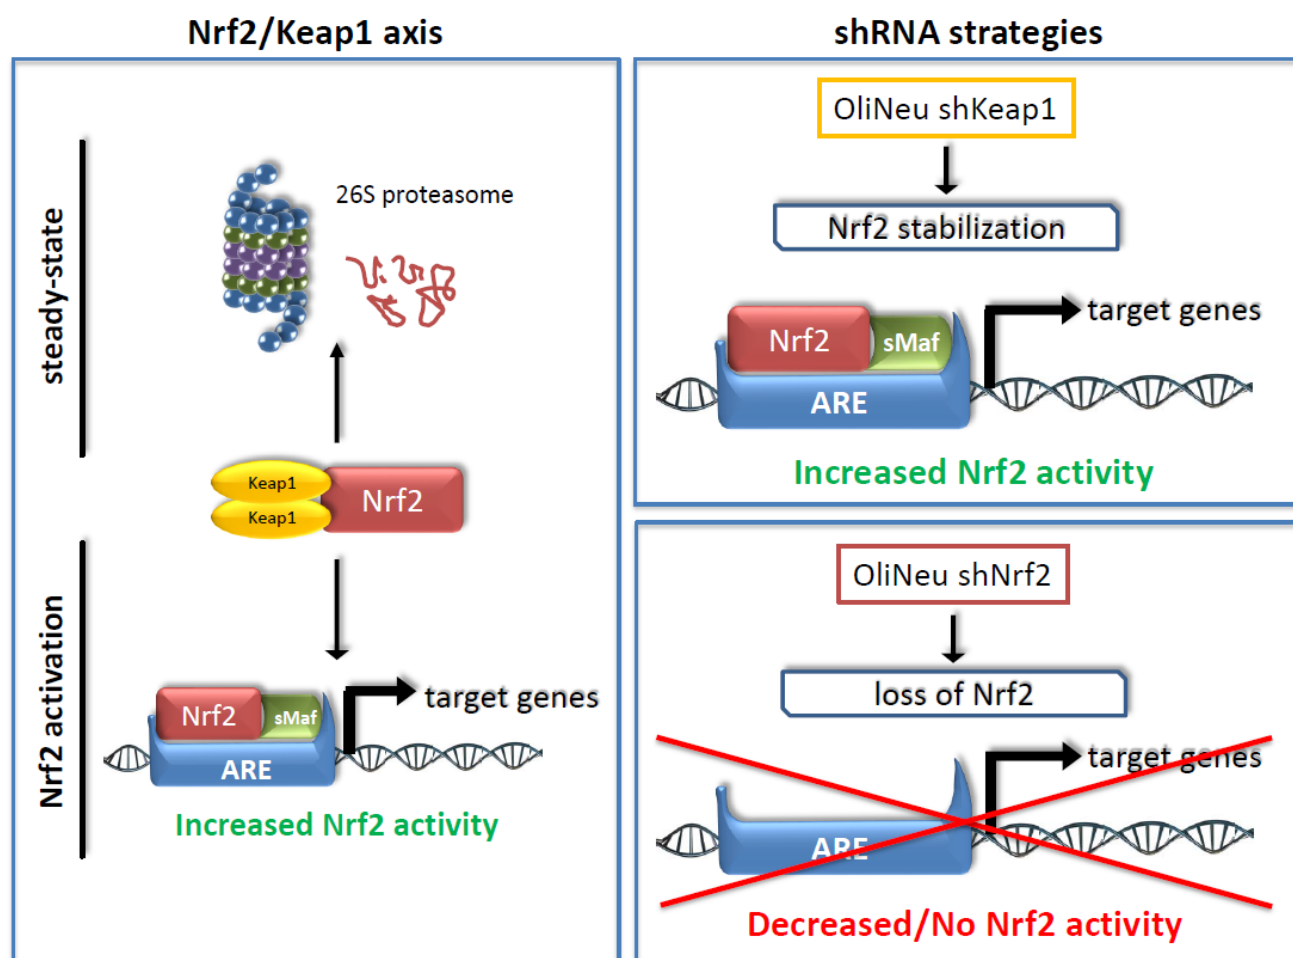 Nrf2/Keap1 axis
steady-state
26S proteasome
Keap1
Keap1
Nrf2
Nrf2 activation
Nrf2
sMaf
target genes
ARE
Increased Nrf2 activity
shRNA strategies
OliNeu shKeap1
Nrf2 stabilization
Nrf2
sMaf
target genes
ARE
Increased Nrf2 activity
OliNeu shNrf2
loss of Nrf2
target genes
ARE
Decreased/No Nrf2 activity